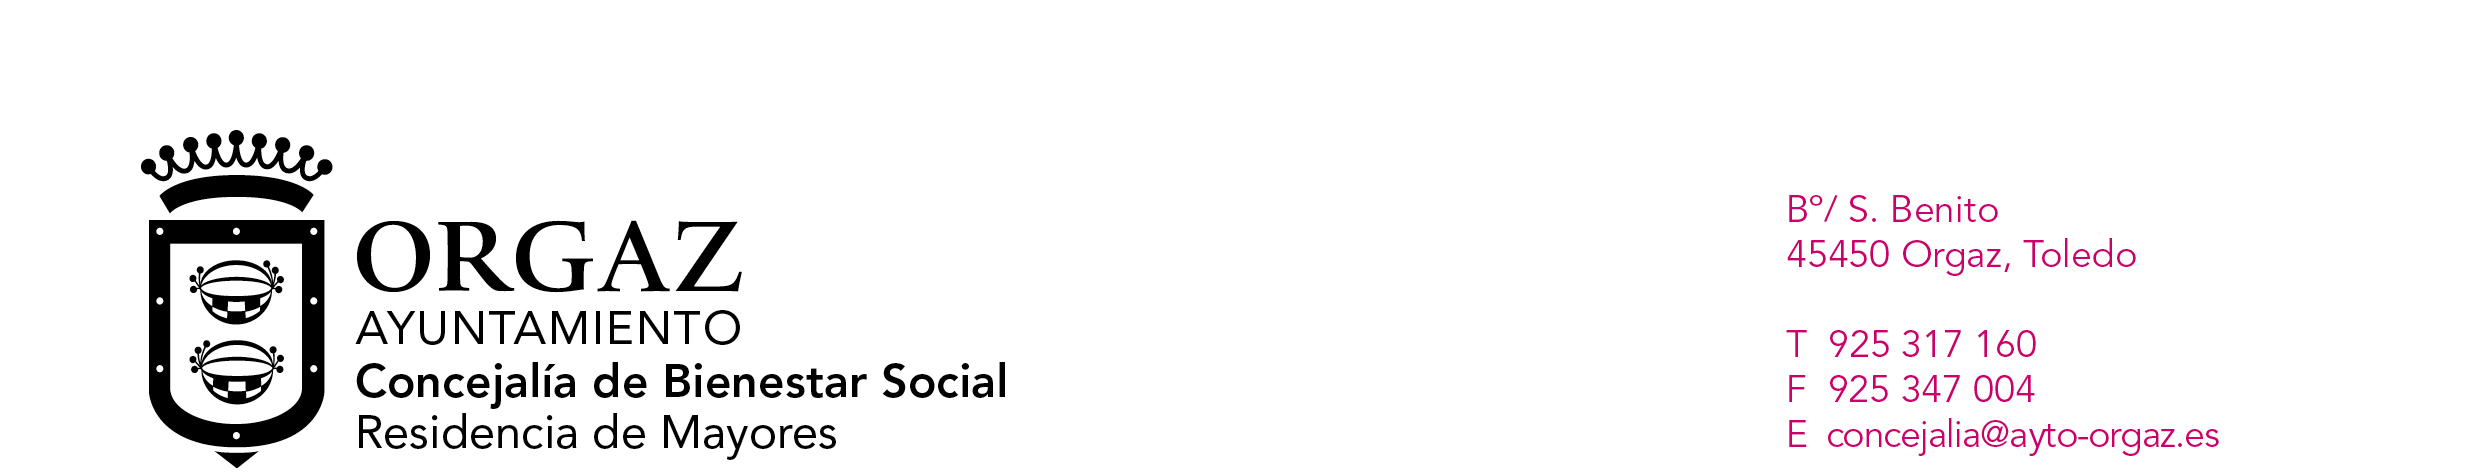 ORGAZ
AYUNTAMIENTO
Concejalía de Bienestar Social
Residencia de Mayores
Bº/ S. Benito
45450 Orgaz, Toledo
T 925 317 160
F 925 347 004
E concejalia@ayto-orgaz.es